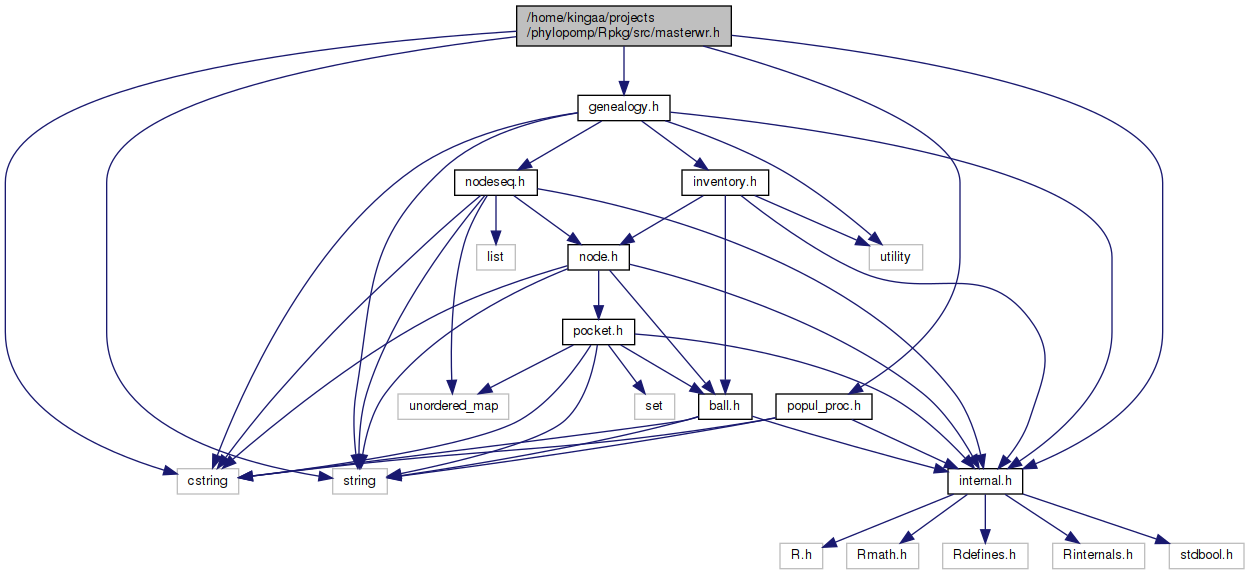 /home/kingaa/projects
/phylopomp/Rpkg/src/masterwr.h
genealogy.h
nodeseq.h
inventory.h
list
node.h
utility
pocket.h
unordered_map
set
ball.h
popul_proc.h
cstring
string
internal.h
R.h
Rmath.h
Rdefines.h
Rinternals.h
stdbool.h